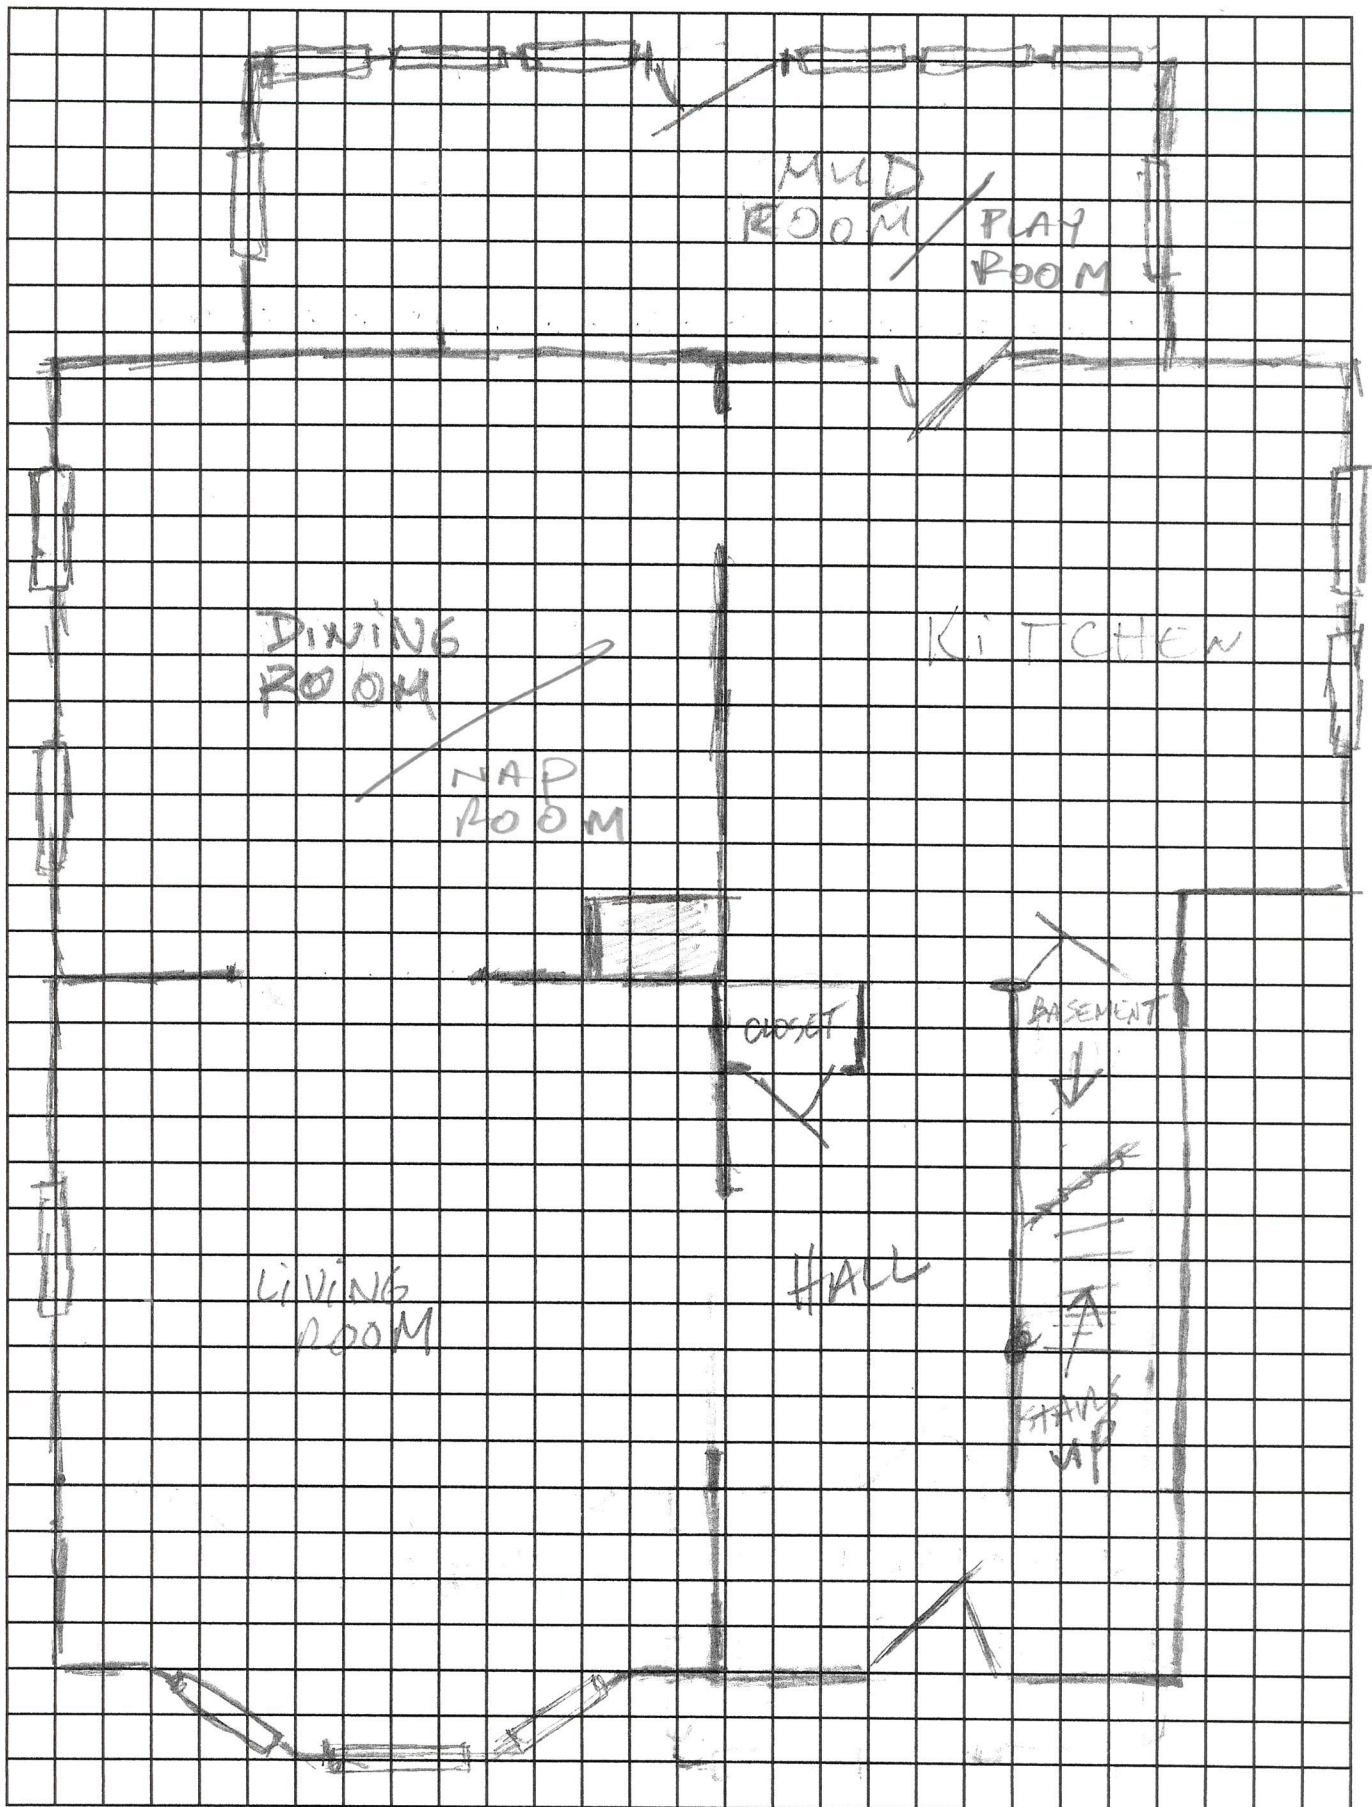 MUD
ROOM /
PLAY
ROOM
DINING
ROOM /
NAP
ROOM
KiTCHEN
CLOSET
BASEMENT
LiViNG
ROOM
HALL
STAIRS
UP